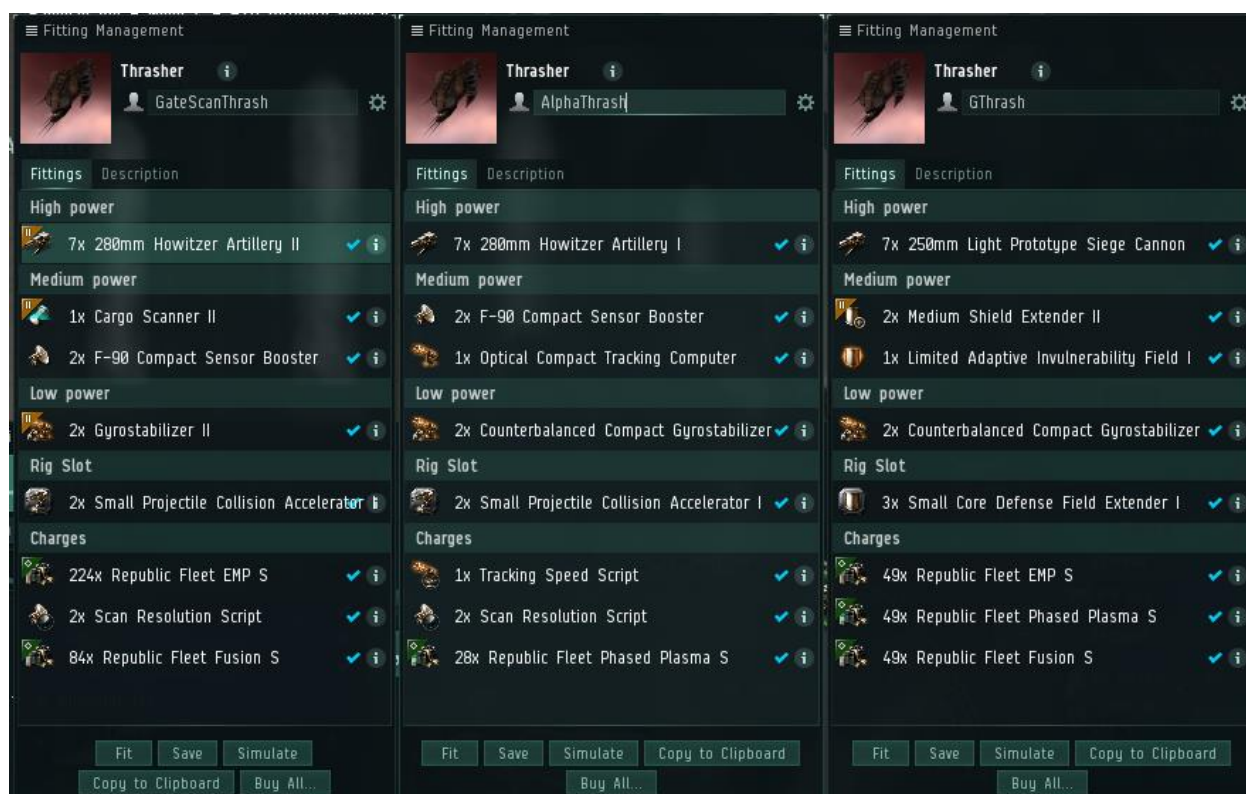 Fitting Management
Thrasher
GateScanThrash
Fittings Description
High power
7x 280mm Howitzer Artillery II
Medium power
1x Cargo Scanner II
2x F-90 Compact Sensor Booster
Low power
2x Gyrostabilizer II
Rig Slot
2x Small Projectile Collision Accelerator I
Charges
224x Republic Fleet EMP S
2x Scan Resolution Script
84x Republic Fleet Fusion S
Fit Save Simulate
Copy to Clipboard Buy All...
Fitting Management
Thrasher
AlphaThrash
Fittings Description
High power
7x 280mm Howitzer Artillery I
Medium power
2x F-90 Compact Sensor Booster
1x Optical Compact Tracking Computer
Low power
2x Counterbalanced Compact Gyrostabilizer
Rig Slot
2x Small Projectile Collision Accelerator I
Charges
1x Tracking Speed Script
2x Scan Resolution Script
28x Republic Fleet Phased Plasma S
Fit Save Simulate Copy to Clipboard
Buy All...
Fitting Management
Thrasher
GThrash
Fittings Description
High power
7x 250mm Light Prototype Siege Cannon
Medium power
2x Medium Shield Extender II
1x Limited Adaptive Invulnerability Field I
Low power
2x Counterbalanced Compact Gyrostabilizer
Rig Slot
3x Small Core Defense Field Extender I
Charges
49x Republic Fleet EMP S
49x Republic Fleet Phased Plasma S
49x Republic Fleet Fusion S
Fit Save Simulate Copy to Clipboard
Buy All...